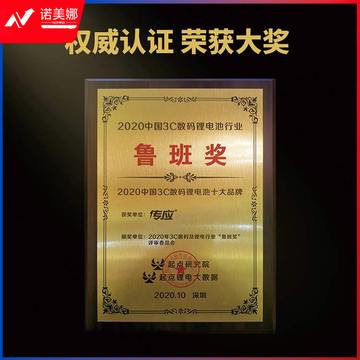 诺美娜
权威认证 荣获大奖
2020中国3C数码锂电池行业
鲁班奖
2020中国3C数码锂电池十大品牌
获奖单位：传应
颁奖单位：2020年3C数码及锂电行业“鲁班奖”
评审委员会
起点研究院
起点锂电大数据
2020.10 深圳